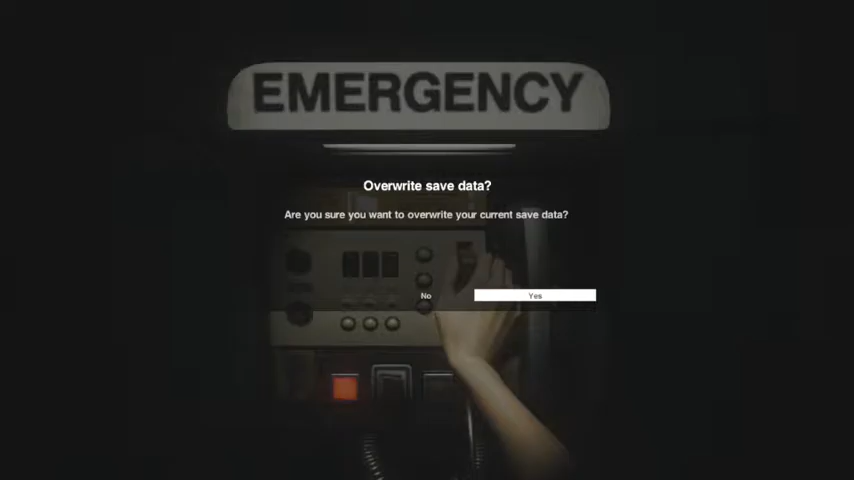 EMERGENCY
Overwrite save data?
Are you sure you want to overwrite your current save data?
No
Yes